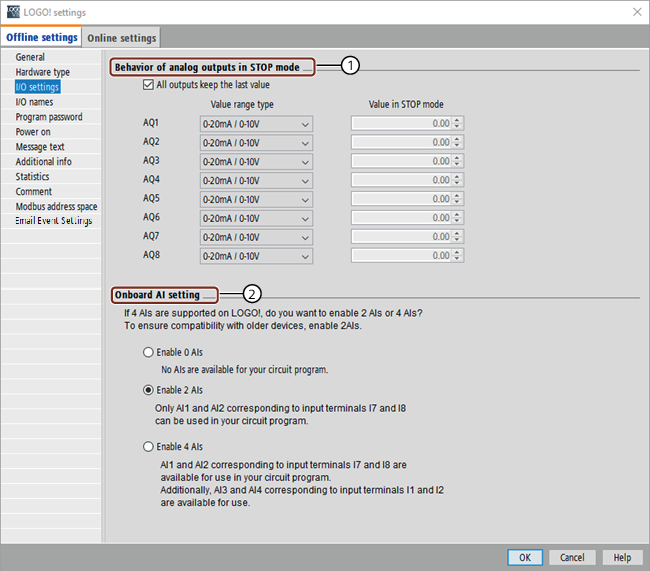 LOGO! settings
Offline settings
Online settings
General
Hardware type
I/O settings
I/O names
Program password
Power on
Message text
Additional info
Statistics
Comment
Modbus address space
Email Event Settings
Behavior of analog outputs in STOP mode
1
All outputs keep the last value
Value range type
Value in STOP mode
AQ1 0-20mA / 0-10V 0.00
AQ2 0-20mA / 0-10V 0.00
AQ3 0-20mA / 0-10V 0.00
AQ4 0-20mA / 0-10V 0.00
AQ5 0-20mA / 0-10V 0.00
AQ6 0-20mA / 0-10V 0.00
AQ7 0-20mA / 0-10V 0.00
AQ8 0-20mA / 0-10V 0.00
Onboard AI setting
2
If 4 AIs are supported on LOGO!, do you want to enable 2 AIs or 4 AIs?
To ensure compatibility with older devices, enable 2AIs.
Enable 0 AIs
No AIs are available for your circuit program.
Enable 2 AIs
Only AI1 and AI2 corresponding to input terminals I7 and I8
can be used in your circuit program.
Enable 4 AIs
AI1 and AI2 corresponding to input terminals I7 and I8 are
available for use in your circuit program.
Additionally, AI3 and AI4 corresponding to input terminals I1 and I2
are available for use.
OK
Cancel
Help